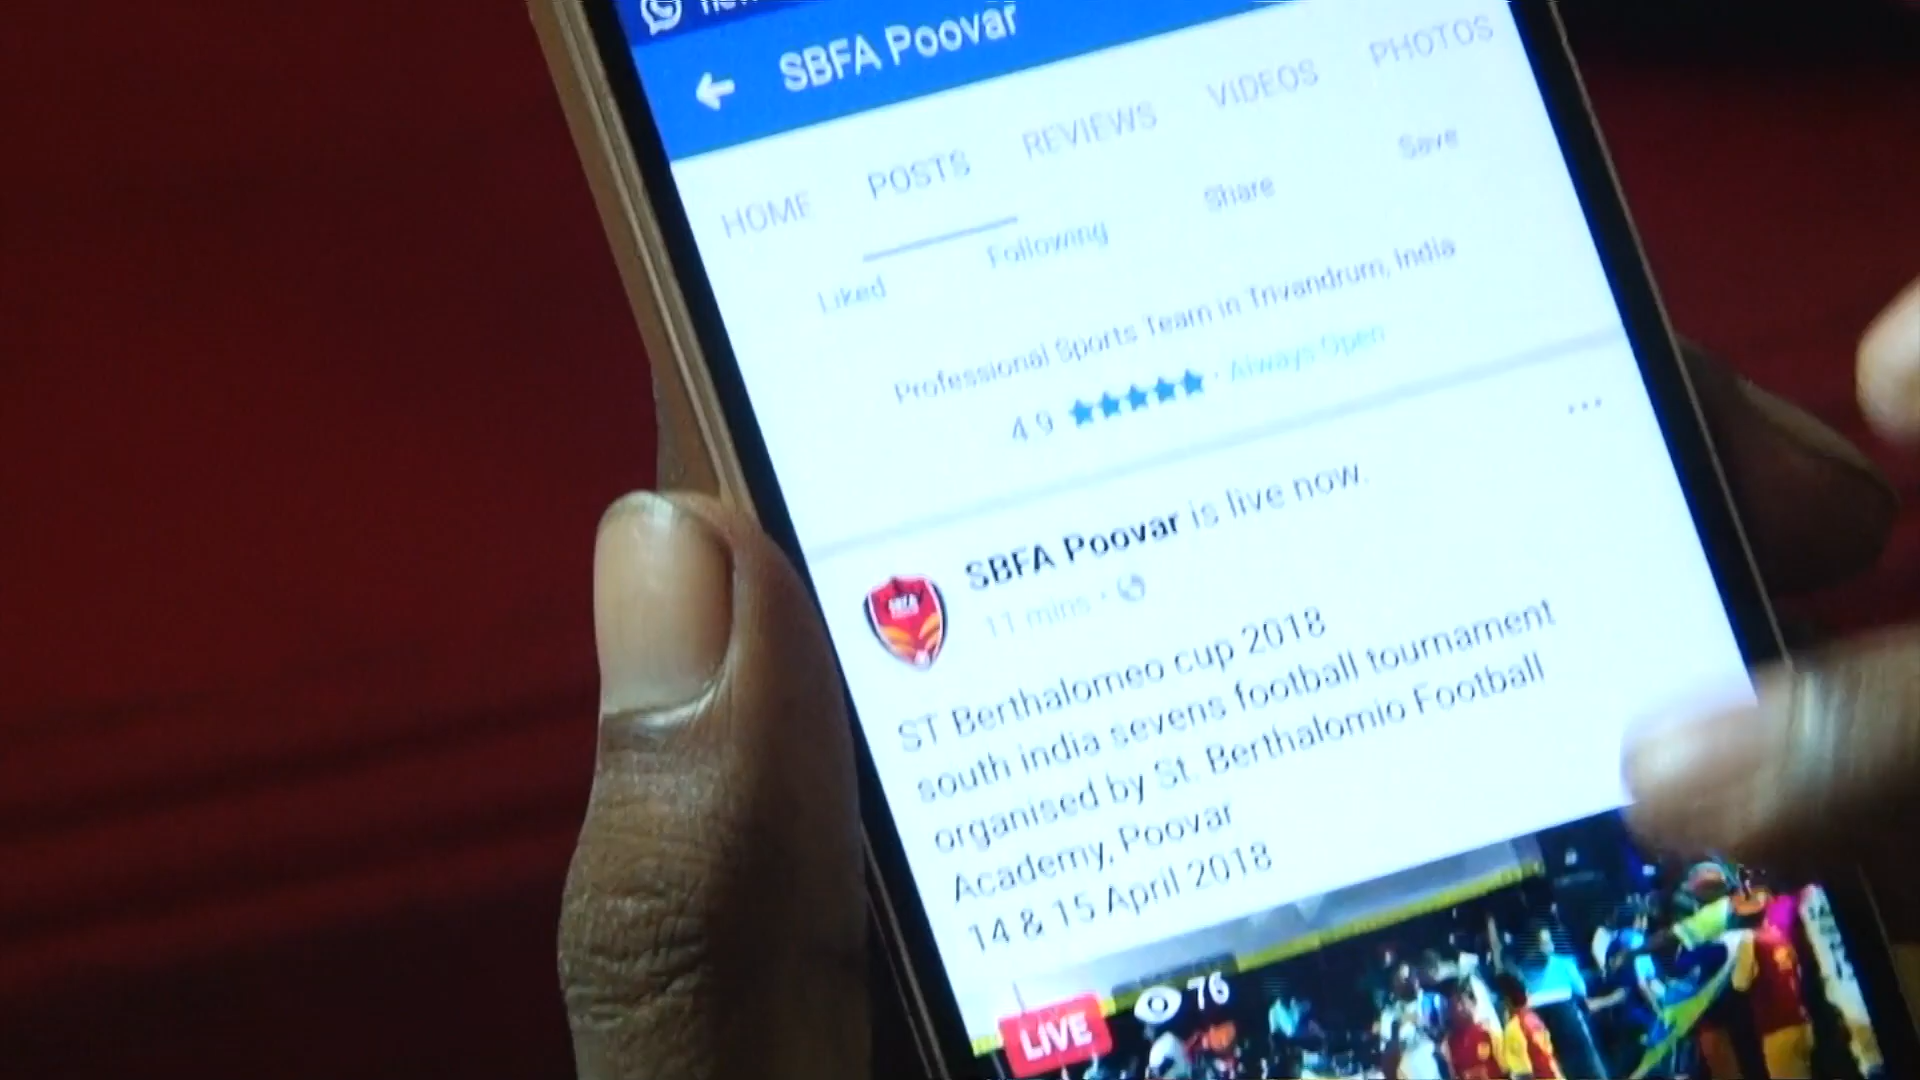 SBFA Poovar
HOME POSTS REVIEWS VIDEOS PHOTOS
Liked Following Share Save
Professional Sports Team in Trivandrum, India
4.9 ★★★★★ · Always Open
SBFA Poovar is live now.
11 mins ·
ST Berthalomeo cup 2018
south india sevens football tournament
organised by St. Berthalomio Football
Academy, Poovar
14 & 15 April 2018
LIVE 76